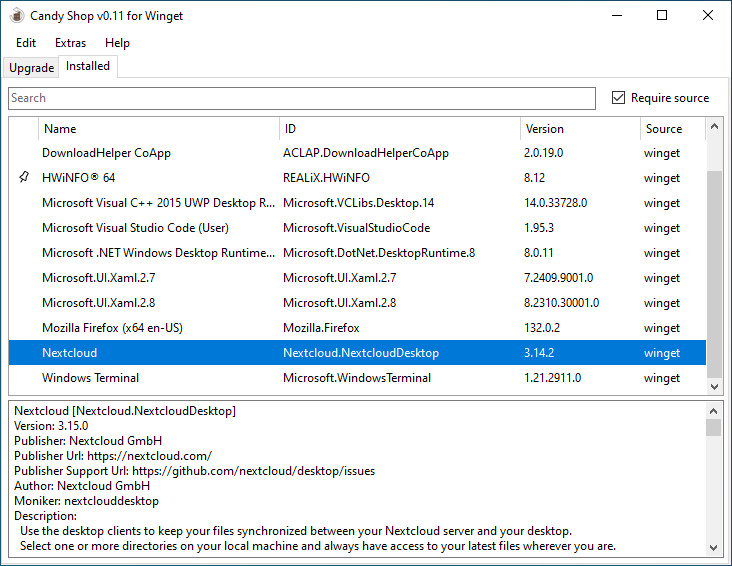 Candy Shop v0.11 for Winget
Edit Extras Help
Upgrade Installed
Search Require source
Name ID Version Source
DownloadHelper CoApp ACLAP.DownloadHelperCoApp 2.0.19.0 winget
HWiNFO® 64 REALiX.HWiNFO 8.12 winget
Microsoft Visual C++ 2015 UWP Desktop R... Microsoft.VCLibs.Desktop.14 14.0.33728.0 winget
Microsoft Visual Studio Code (User) Microsoft.VisualStudioCode 1.95.3 winget
Microsoft .NET Windows Desktop Runtime... Microsoft.DotNet.DesktopRuntime.8 8.0.11 winget
Microsoft.UI.Xaml.2.7 Microsoft.UI.Xaml.2.7 7.2409.9001.0 winget
Microsoft.UI.Xaml.2.8 Microsoft.UI.Xaml.2.8 8.2310.30001.0 winget
Mozilla Firefox (x64 en-US) Mozilla.Firefox 132.0.2 winget
Nextcloud Nextcloud.NextcloudDesktop 3.14.2 winget
Windows Terminal Microsoft.WindowsTerminal 1.21.2911.0 winget
Nextcloud [Nextcloud.NextcloudDesktop]
Version: 3.15.0
Publisher: Nextcloud GmbH
Publisher Url: https://nextcloud.com/
Publisher Support Url: https://github.com/nextcloud/desktop/issues
Author: Nextcloud GmbH
Moniker: nextclouddesktop
Description:
Use the desktop clients to keep your files synchronized between your Nextcloud server and your desktop.
Select one or more directories on your local machine and always have access to your latest files wherever you are.